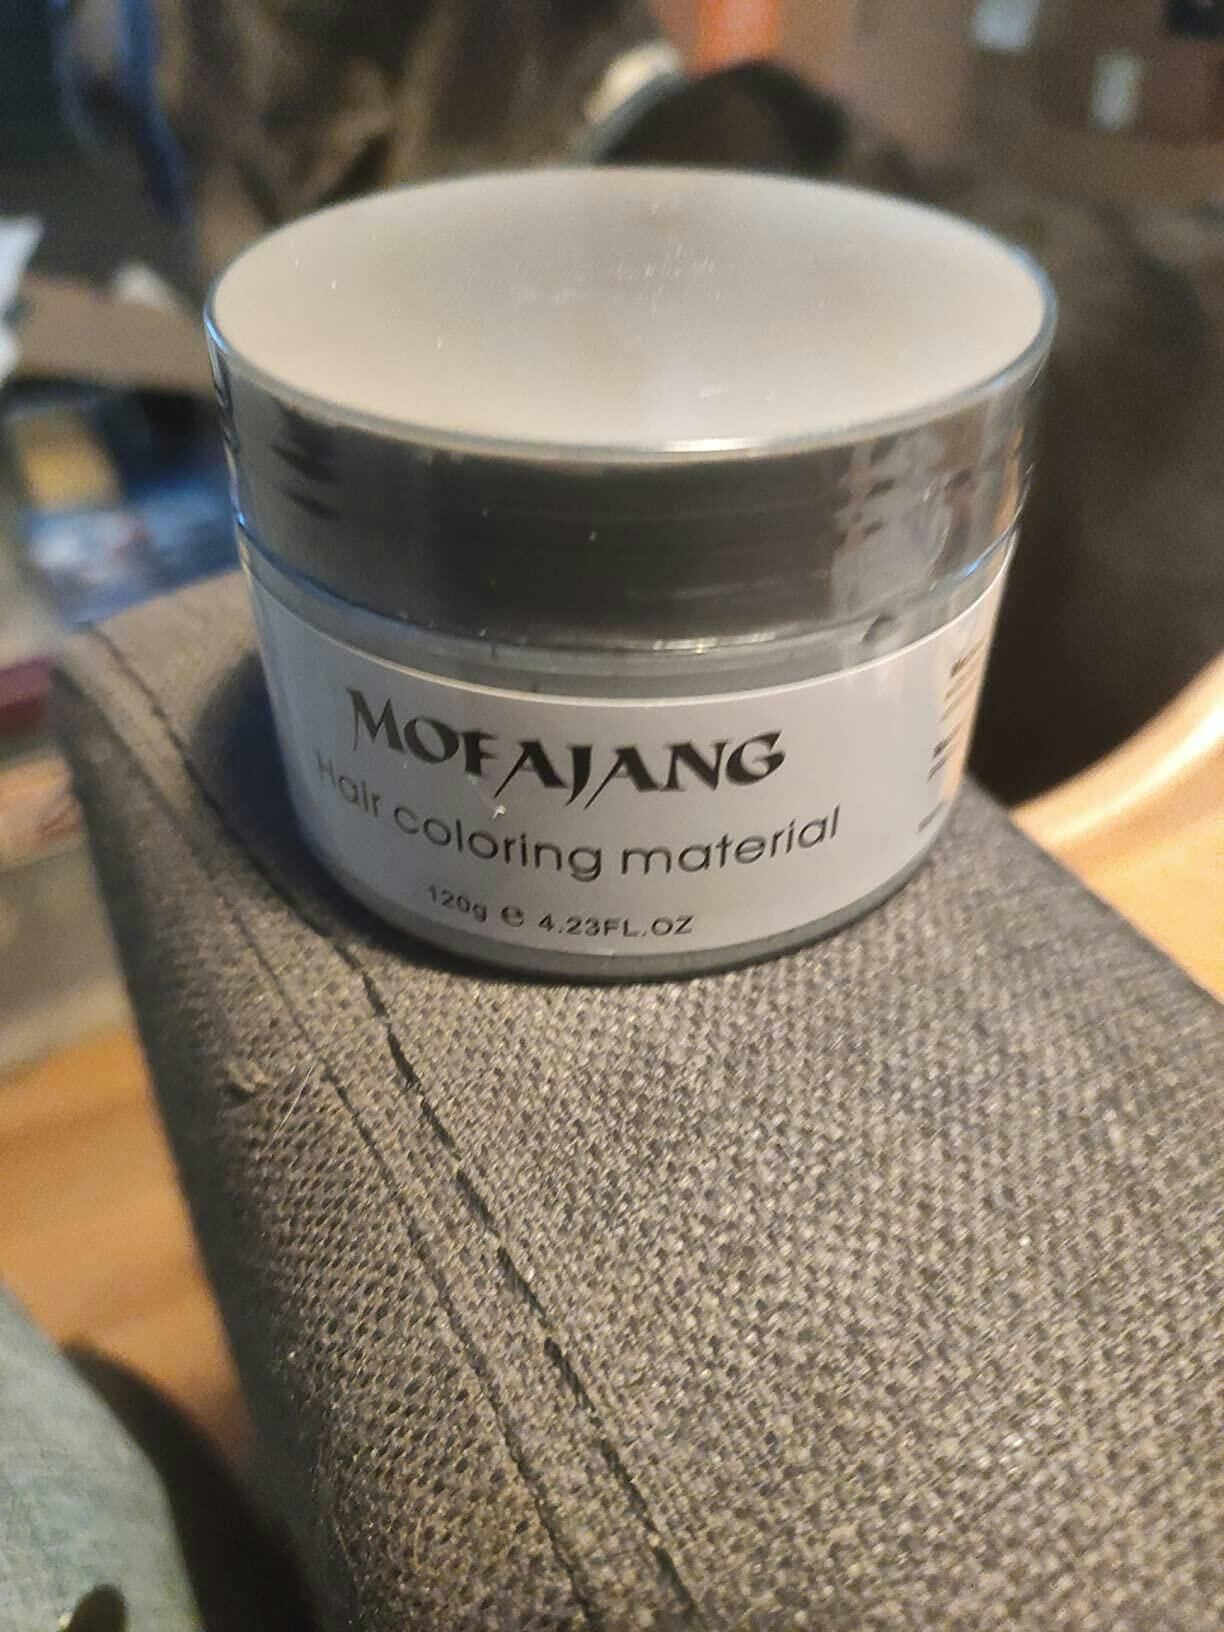 MOFAJANG
Hair coloring material
120g ℮ 4.23FL.OZ